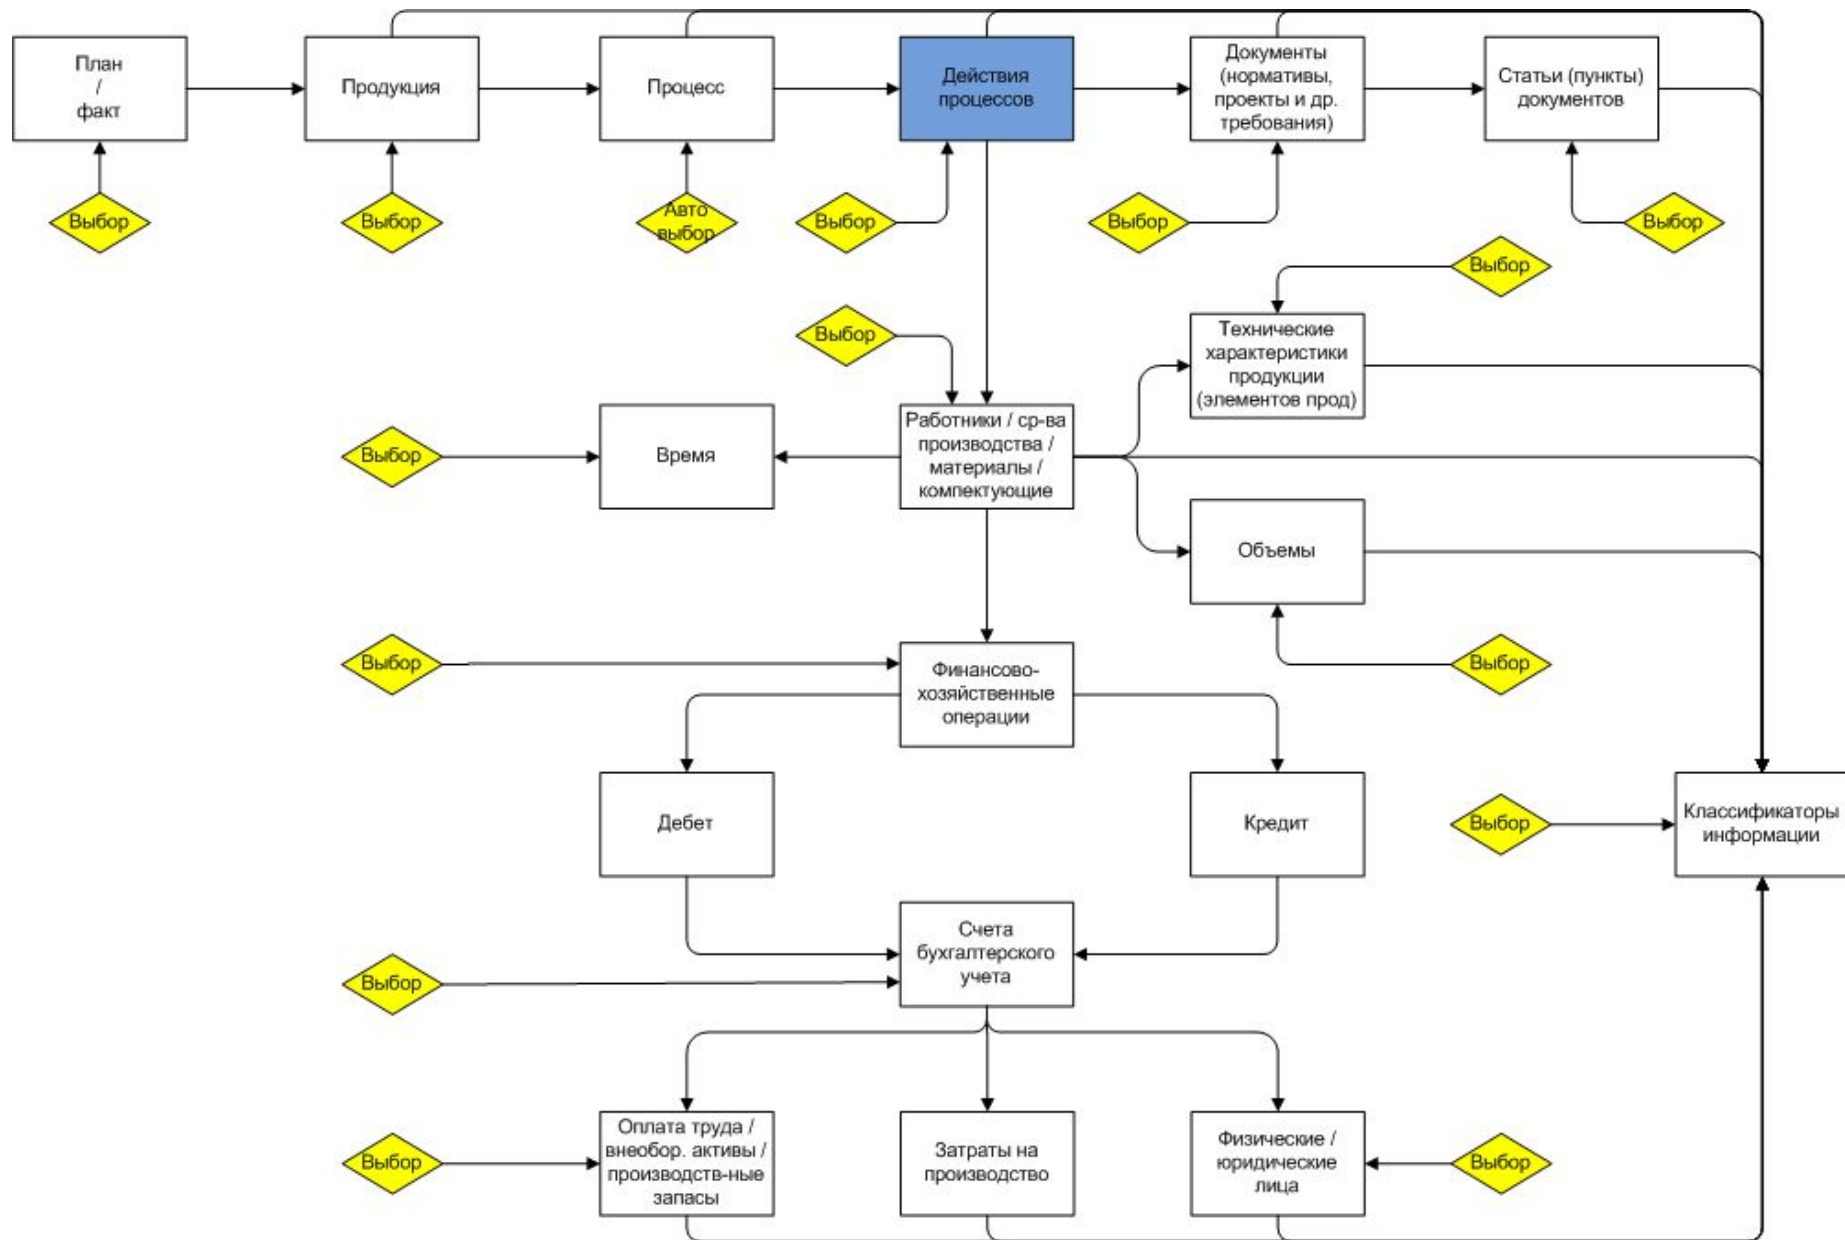 План
/
факт
Продукция
Процесс
Действия
процессов
Документы
(нормативы,
проекты и др.
требования)
Статьи (пункты)
документов
Выбор
Выбор
Авто
выбор
Выбор
Выбор
Выбор
Выбор
Выбор
Технические
характеристики
продукции
(элементов прод)
Выбор
Время
Работники / ср-ва
производства /
материалы /
компектующие
Объемы
Выбор
Финансово-
хозяйственные
операции
Выбор
Дебет
Кредит
Выбор
Классификаторы
информации
Счета
бухгалтерского
учета
Выбор
Выбор
Оплата труда /
внеобор. активы /
производств-ные
запасы
Затраты на
производство
Физические /
юридические
лица
Выбор